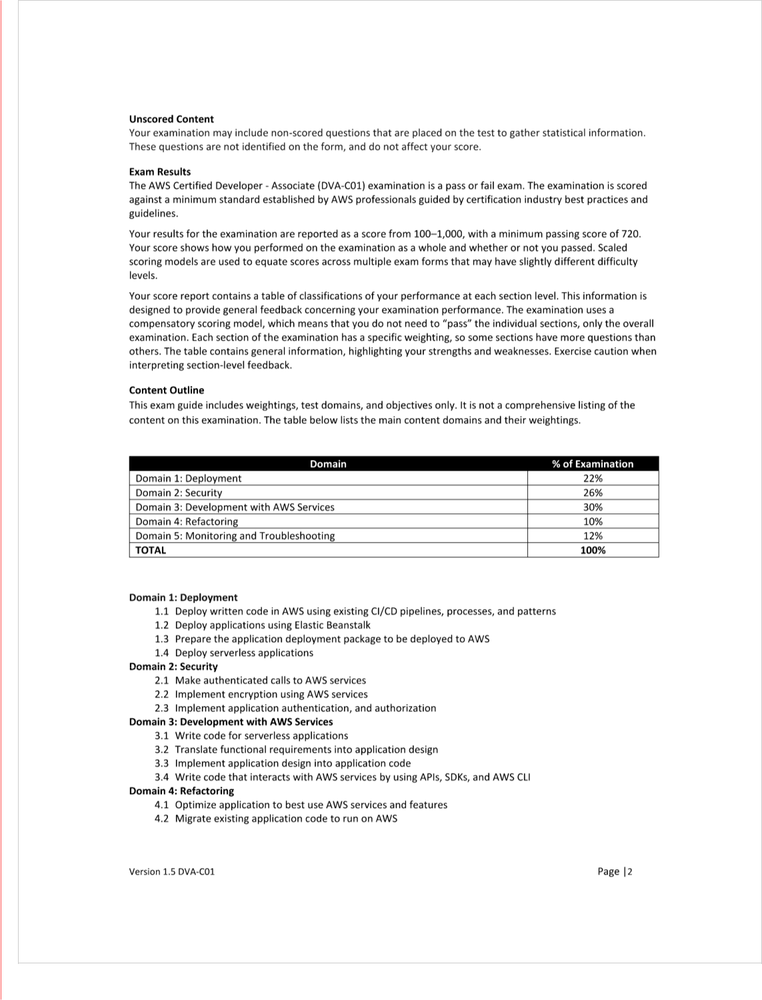 Unscored Content
Your examination may include non-scored questions that are placed on the test to gather statistical information.
These questions are not identified on the form, and do not affect your score.
Exam Results
The AWS Certified Developer - Associate (DVA-C01) examination is a pass or fail exam. The examination is scored
against a minimum standard established by AWS professionals guided by certification industry best practices and
guidelines.
Your results for the examination are reported as a score from 100–1,000, with a minimum passing score of 720.
Your score shows how you performed on the examination as a whole and whether or not you passed. Scaled
scoring models are used to equate scores across multiple exam forms that may have slightly different difficulty
levels.
Your score report contains a table of classifications of your performance at each section level. This information is
designed to provide general feedback concerning your examination performance. The examination uses a
compensatory scoring model, which means that you do not need to “pass” the individual sections, only the overall
examination. Each section of the examination has a specific weighting, so some sections have more questions than
others. The table contains general information, highlighting your strengths and weaknesses. Exercise caution when
interpreting section-level feedback.
Content Outline
This exam guide includes weightings, test domains, and objectives only. It is not a comprehensive listing of the
content on this examination. The table below lists the main content domains and their weightings.
Domain % of Examination
Domain 1: Deployment 22%
Domain 2: Security 26%
Domain 3: Development with AWS Services 30%
Domain 4: Refactoring 10%
Domain 5: Monitoring and Troubleshooting 12%
TOTAL 100%
Domain 1: Deployment
1.1 Deploy written code in AWS using existing CI/CD pipelines, processes, and patterns
1.2 Deploy applications using Elastic Beanstalk
1.3 Prepare the application deployment package to be deployed to AWS
1.4 Deploy serverless applications
Domain 2: Security
2.1 Make authenticated calls to AWS services
2.2 Implement encryption using AWS services
2.3 Implement application authentication, and authorization
Domain 3: Development with AWS Services
3.1 Write code for serverless applications
3.2 Translate functional requirements into application design
3.3 Implement application design into application code
3.4 Write code that interacts with AWS services by using APIs, SDKs, and AWS CLI
Domain 4: Refactoring
4.1 Optimize application to best use AWS services and features
4.2 Migrate existing application code to run on AWS
Version 1.5 DVA-C01 Page |2